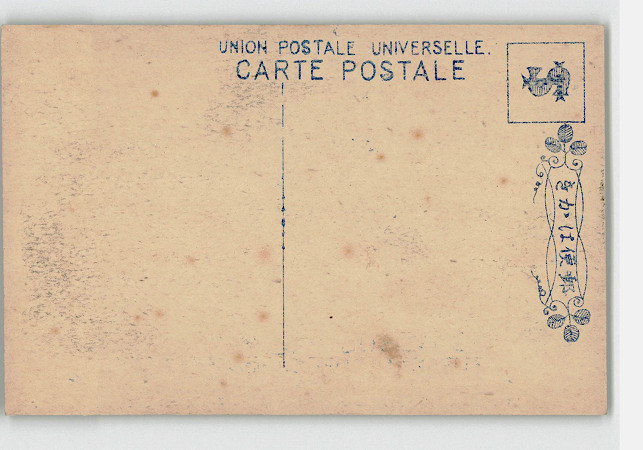 UNION POSTALE UNIVERSELLE.
CARTE POSTALE
きかは便郵